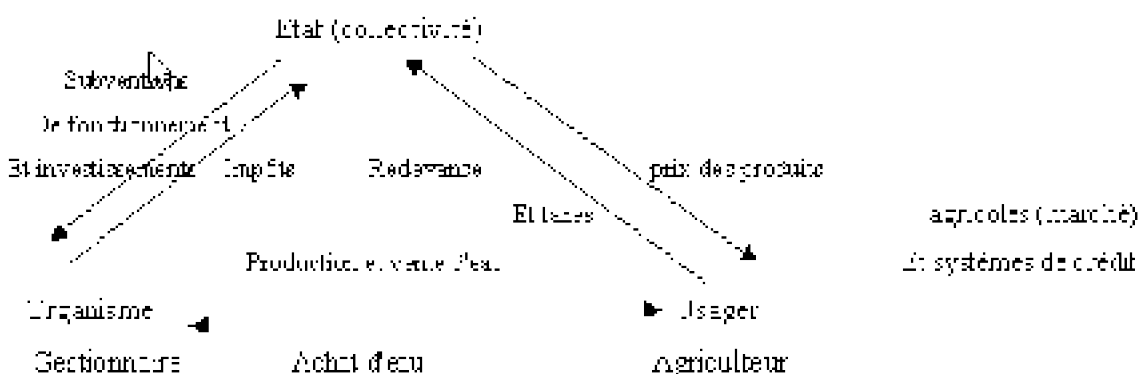 Etat (collectivité)
Subventions
De fonctionnement
Et investissements Impôts Redevance prix des produits
Et taxes agricoles (marché)
Production et vente d'eau Et systèmes de crédit
Organisme Usager
Gestionnaire Achat d'eau Agriculteur